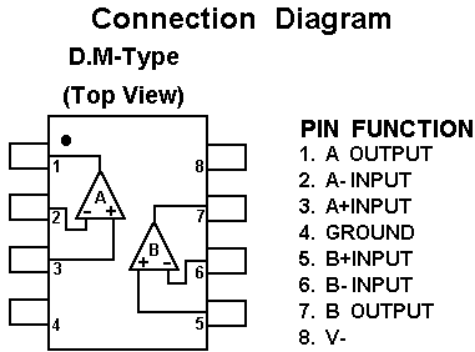 Connection Diagram
D.M-Type
(Top View)
1
2
3
4
8
7
6
5
A
- +
B
+ -
PIN FUNCTION
1. A OUTPUT
2. A- INPUT
3. A+INPUT
4. GROUND
5. B+INPUT
6. B- INPUT
7. B OUTPUT
8. V-